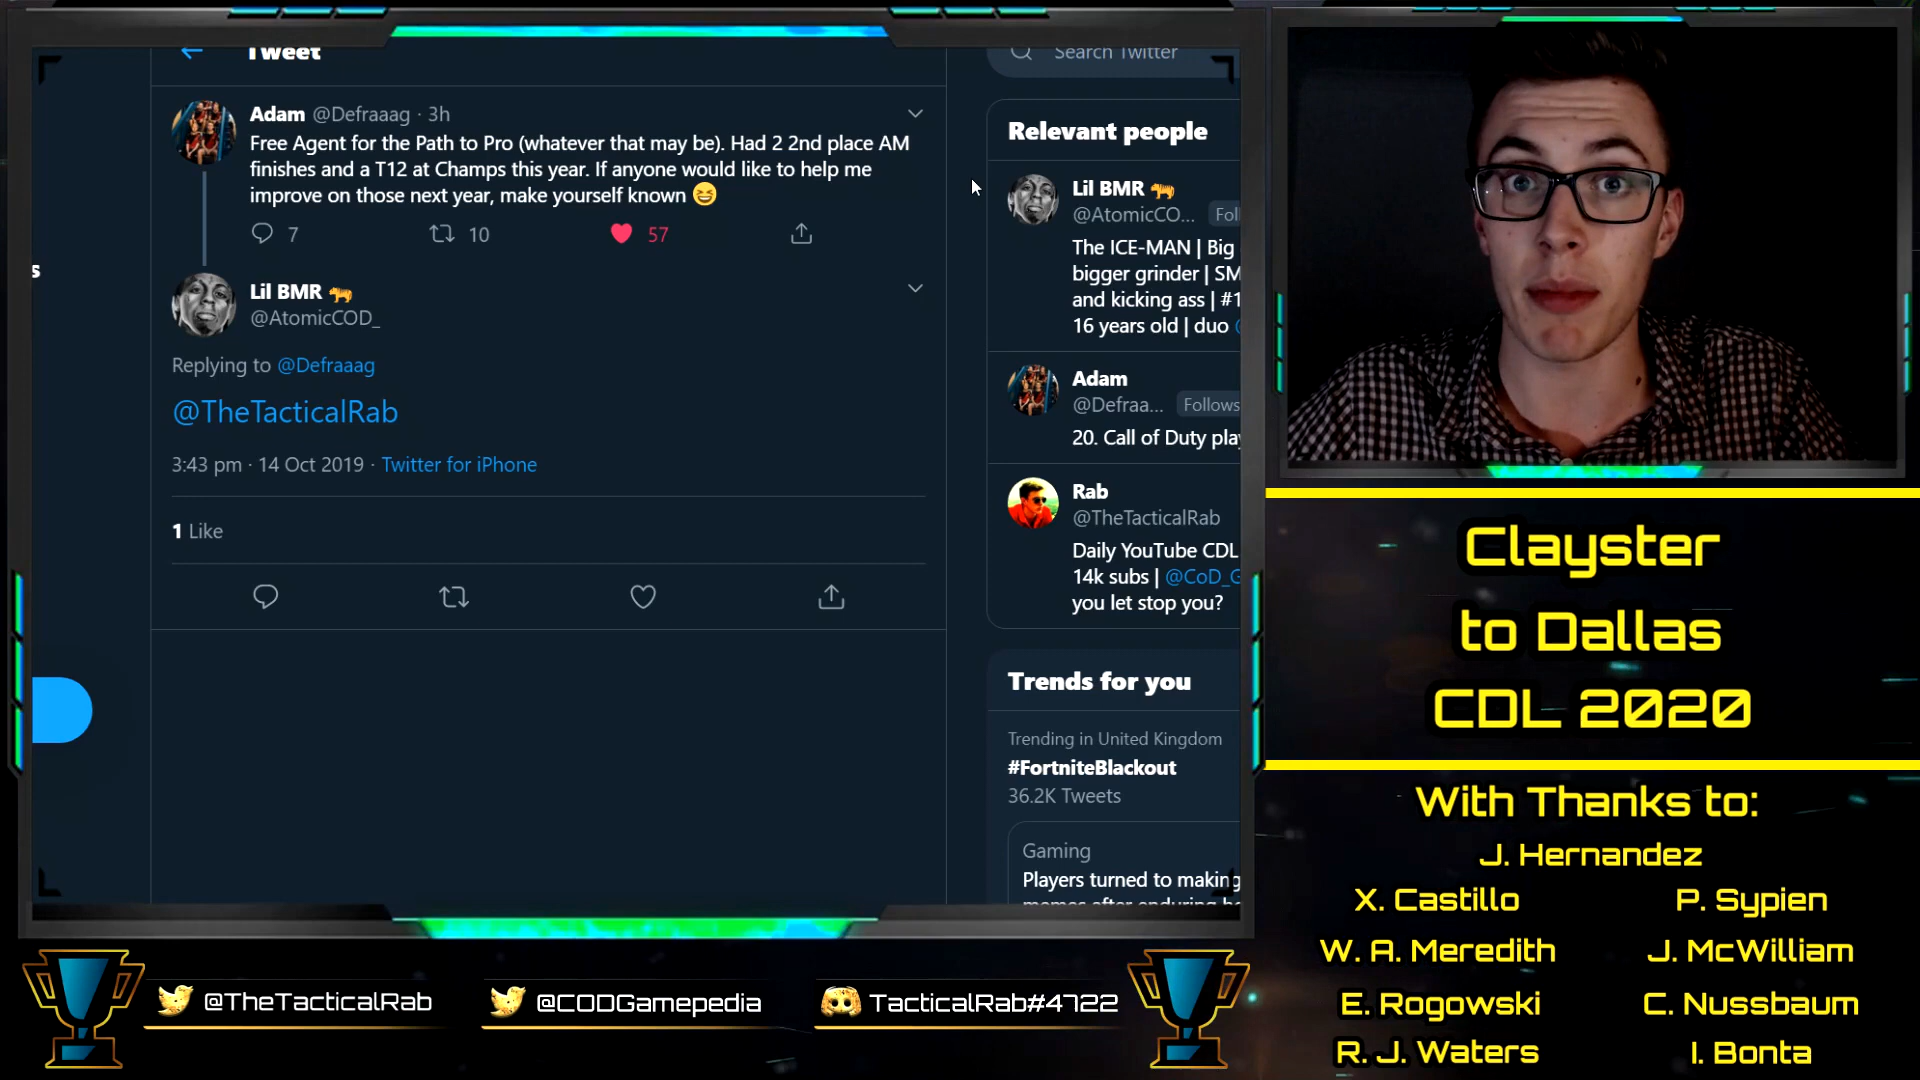 Tweet
Search Twitter
Adam @Defraaag · 3h
Free Agent for the Path to Pro (whatever that may be). Had 2 2nd place AM
finishes and a T12 at Champs this year. If anyone would like to help me
improve on those next year, make yourself known 😆
7 10 57
s
Lil BMR 🐅
@AtomicCOD_
Replying to @Defraaag
@TheTacticalRab
3:43 pm · 14 Oct 2019 · Twitter for iPhone
1 Like
Relevant people
Lil BMR 🐅
@AtomicCO... Foll
The ICE-MAN | Big
bigger grinder | SM
and kicking ass | #1
16 years old | duo
Adam
@Defraa... Follows
20. Call of Duty play
Rab
@TheTacticalRab
Daily YouTube CDL
14k subs | @CoD_G
you let stop you?
Trends for you
Trending in United Kingdom
#FortniteBlackout
36.2K Tweets
Gaming
Players turned to making
memes after enduring
Clayster
to Dallas
CDL 2020
With Thanks to:
J. Hernandez
X. Castillo P. Sypien
W. A. Meredith J. McWilliam
E. Rogowski C. Nussbaum
R. J. Waters I. Bonta
@TheTacticalRab @CODGamepedia TacticalRab#4722